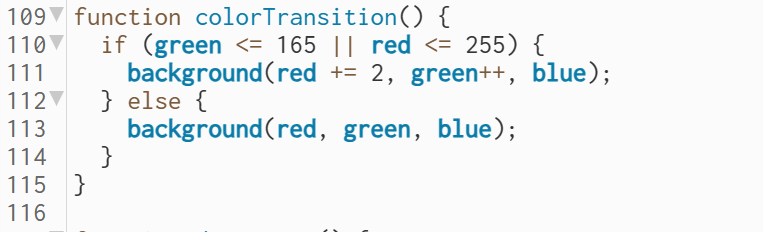 109 function colorTransition() {
110   if (green <= 165 || red <= 255) {
111     background(red += 2, green++, blue);
112   } else {
113     background(red, green, blue);
114   }
115 }
116